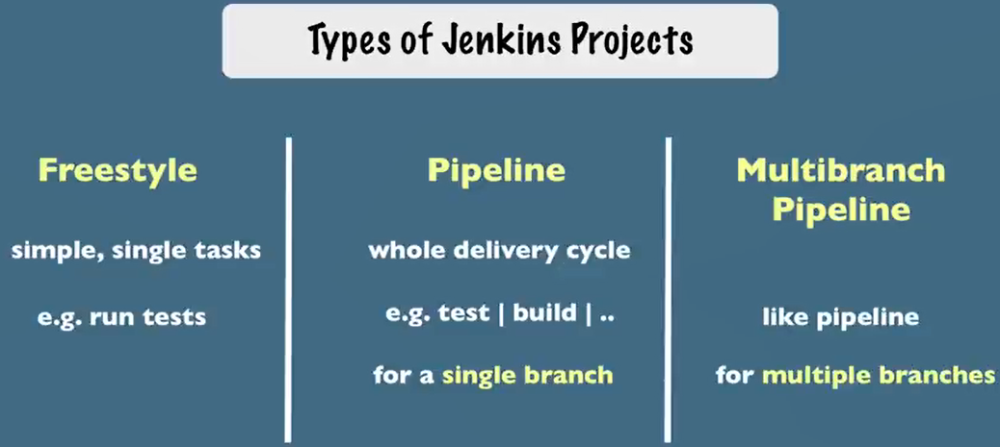 Types of Jenkins Projects
Freestyle
simple, single tasks
e.g. run tests
Pipeline
whole delivery cycle
e.g. test | build | ..
for a single branch
Multibranch
Pipeline
like pipeline
for multiple branches